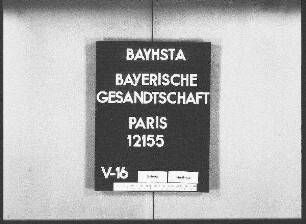 BAYHSTA
BAYERISCHE
GESANDTSCHAFT
PARIS
12155
V-16